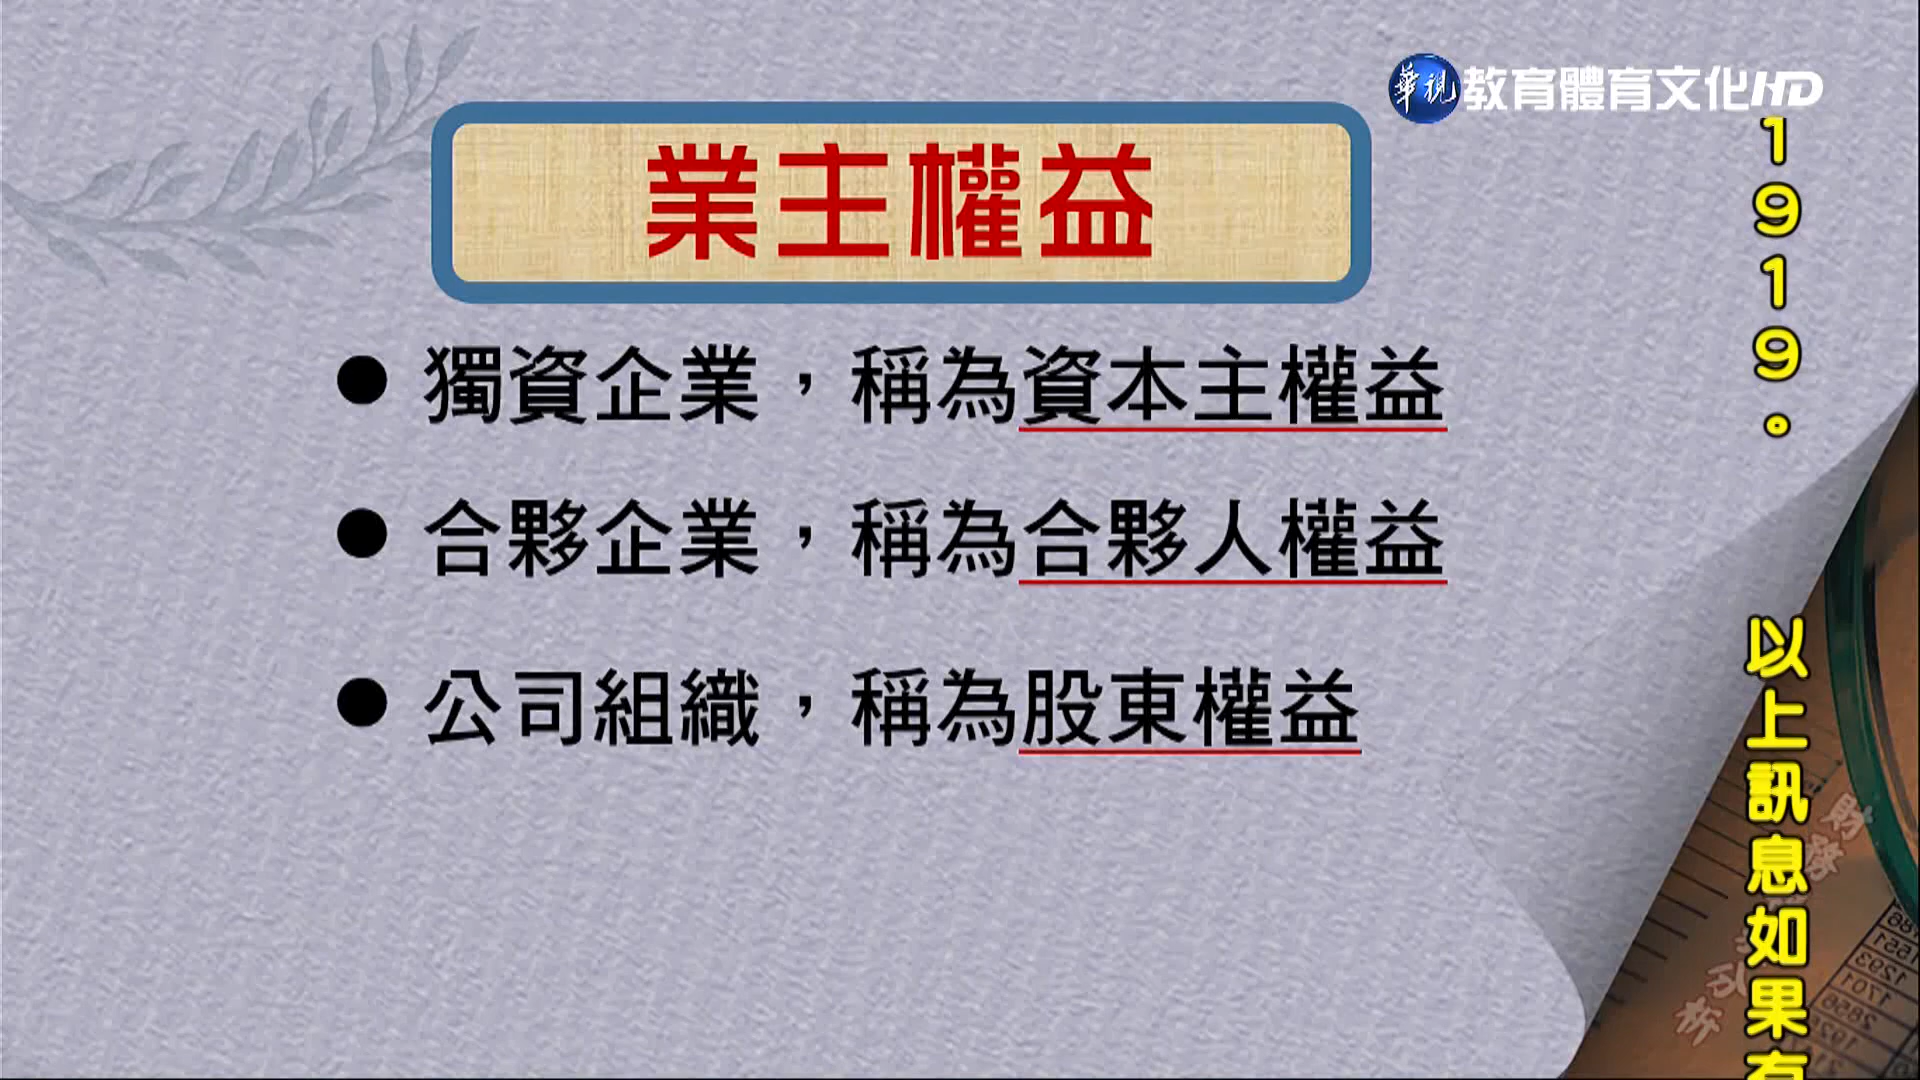 華視 教育體育文化HD
業主權益
● 獨資企業，稱為資本主權益
● 合夥企業，稱為合夥人權益
● 公司組織，稱為股東權益
1919。 以上訊息如果有
財務